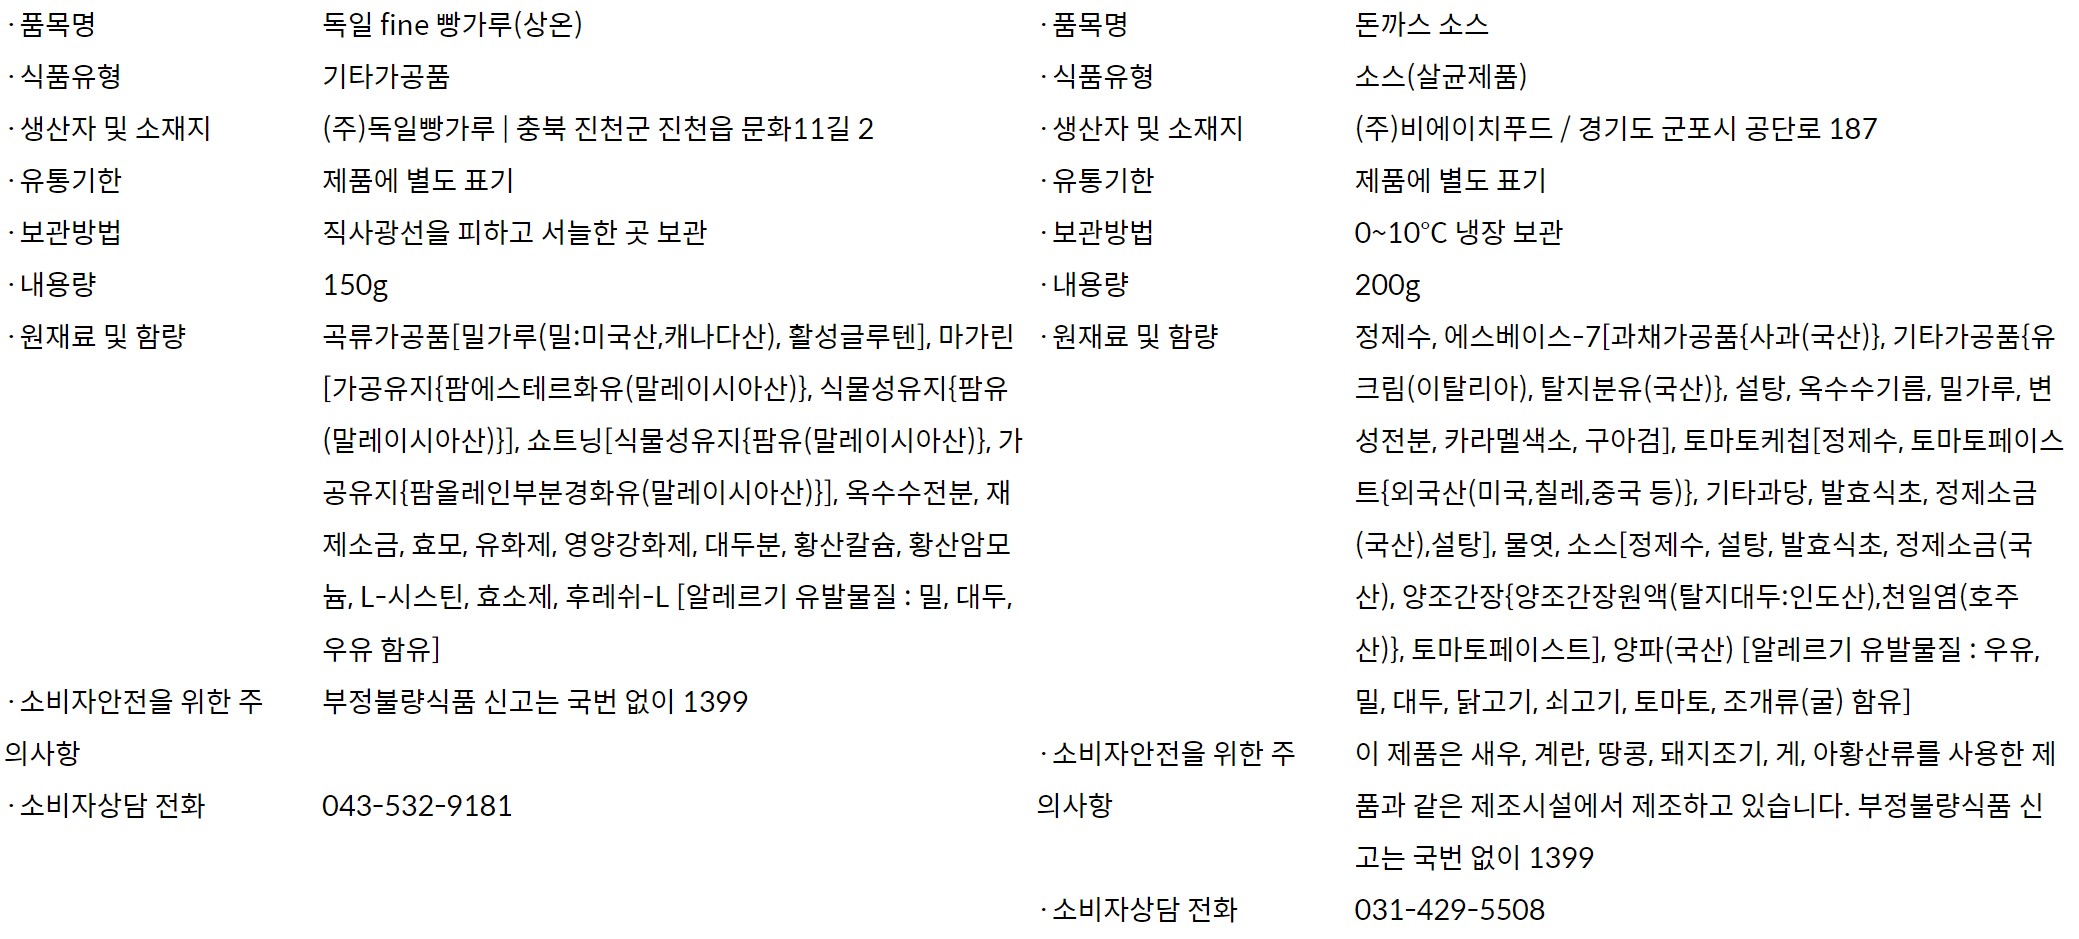 · 품목명 독일 fine 빵가루(상온)
· 식품유형 기타가공품
· 생산자 및 소재지 (주)독일빵가루 | 충북 진천군 진천읍 문화11길 2
· 유통기한 제품에 별도 표기
· 보관방법 직사광선을 피하고 서늘한 곳 보관
· 내용량 150g
· 원재료 및 함량 곡류가공품[밀가루(밀:미국산,캐나다산), 활성글루텐], 마가린
[가공유지{팜에스테르화유(말레이시아산)}, 식물성유지{팜유
(말레이시아산)}], 쇼트닝[식물성유지{팜유(말레이시아산)}, 가
공유지{팜올레인부분경화유(말레이시아산)}], 옥수수전분, 재
제소금, 효모, 유화제, 영양강화제, 대두분, 황산칼슘, 황산암모
늄, L-시스틴, 효소제, 후레쉬-L [알레르기 유발물질 : 밀, 대두,
우유 함유]
· 소비자안전을 위한 주 부정불량식품 신고는 국번 없이 1399
의사항
· 소비자상담 전화 043-532-9181
· 품목명 돈까스 소스
· 식품유형 소스(살균제품)
· 생산자 및 소재지 (주)비에이치푸드 / 경기도 군포시 공단로 187
· 유통기한 제품에 별도 표기
· 보관방법 0~10°C 냉장 보관
· 내용량 200g
· 원재료 및 함량 정제수, 에스베이스-7[과채가공품{사과(국산)}, 기타가공품{유
크림(이탈리아), 탈지분유(국산)}, 설탕, 옥수수기름, 밀가루, 변
성전분, 카라멜색소, 구아검], 토마토케첩[정제수, 토마토페이스
트{외국산(미국,칠레,중국 등)}, 기타과당, 발효식초, 정제소금
(국산),설탕], 물엿, 소스[정제수, 설탕, 발효식초, 정제소금(국
산), 양조간장{양조간장원액(탈지대두:인도산),천일염(호주
산)}, 토마토페이스트], 양파(국산) [알레르기 유발물질 : 우유,
밀, 대두, 닭고기, 쇠고기, 토마토, 조개류(굴) 함유]
· 소비자안전을 위한 주 이 제품은 새우, 계란, 땅콩, 돼지조기, 게, 아황산류를 사용한 제
의사항 품과 같은 제조시설에서 제조하고 있습니다. 부정불량식품 신
고는 국번 없이 1399
· 소비자상담 전화 031-429-5508